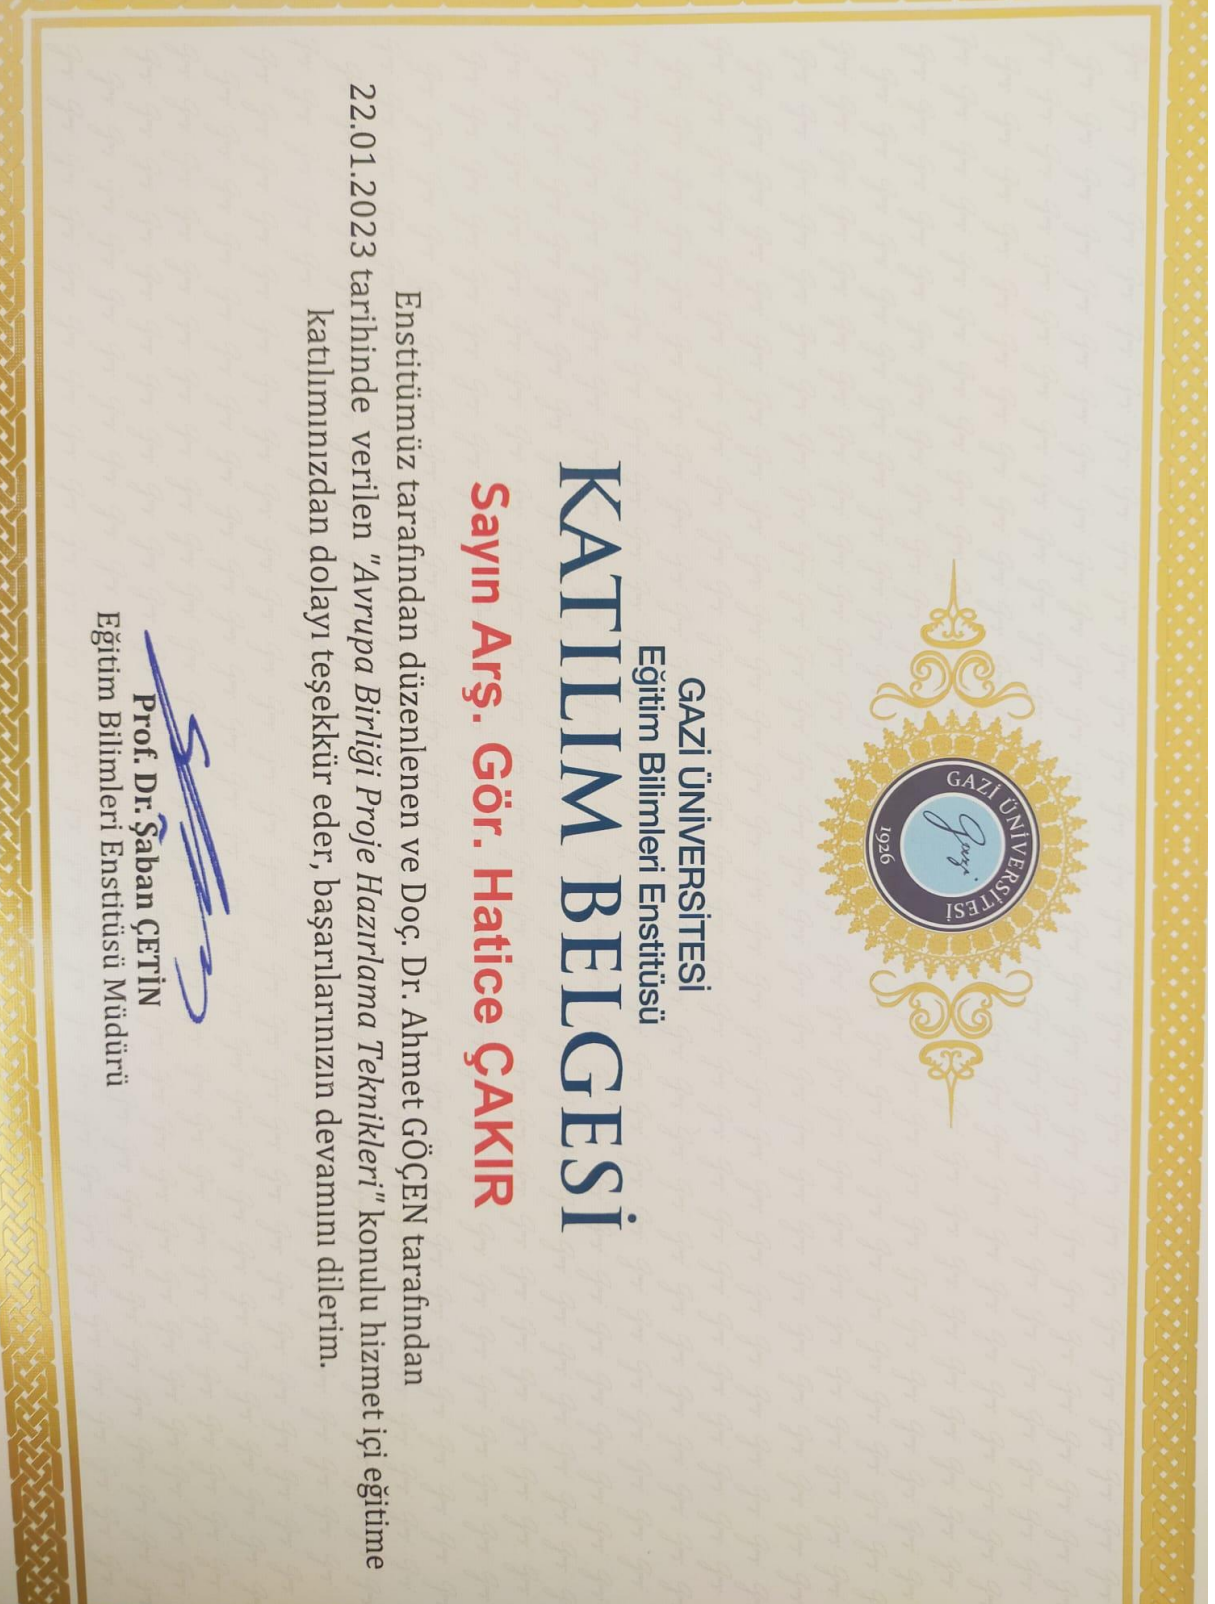 GAZİ ÜNİVERSİTESİ
Gazi
1926
GAZİ ÜNİVERSİTESİ
Eğitim Bilimleri Enstitüsü
KATILIM BELGESİ
Sayın Arş. Gör. Hatice ÇAKIR
Enstitümüz tarafından düzenlenen ve Doç. Dr. Ahmet GÖÇEN tarafından
22.01.2023 tarihinde verilen "Avrupa Birliği Proje Hazırlama Teknikleri" konulu hizmet içi eğitime
katılımınızdan dolayı teşekkür eder, başarılarınızın devamını dilerim.
Prof. Dr. Şaban ÇETİN
Eğitim Bilimleri Enstitüsü Müdürü